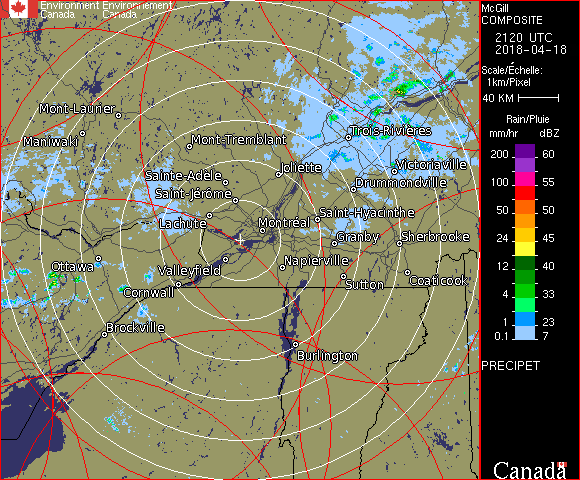 Environment Environnement
Canada Canada
McGill
COMPOSITE
2120 UTC
2018-04-18
Scale/Échelle:
1km/Pixel
40 KM
Rain/Pluie
mm/hr dBZ
200 60
100 55
50 50
24 45
12 40
4 33
1 23
0.1 7
PRECIPET
Canada
Mont-Laurier
Maniwaki
Mont-Tremblant
Trois-Rivières
Joliette
Victoriaville
Sainte-Adèle
Drummondville
Saint-Jérôme
Saint-Hyacinthe
Lachute
Montréal
Granby
Sherbrooke
Ottawa
Valleyfield
Napierville
Cornwall
Sutton
Coaticook
Brockville
Burlington